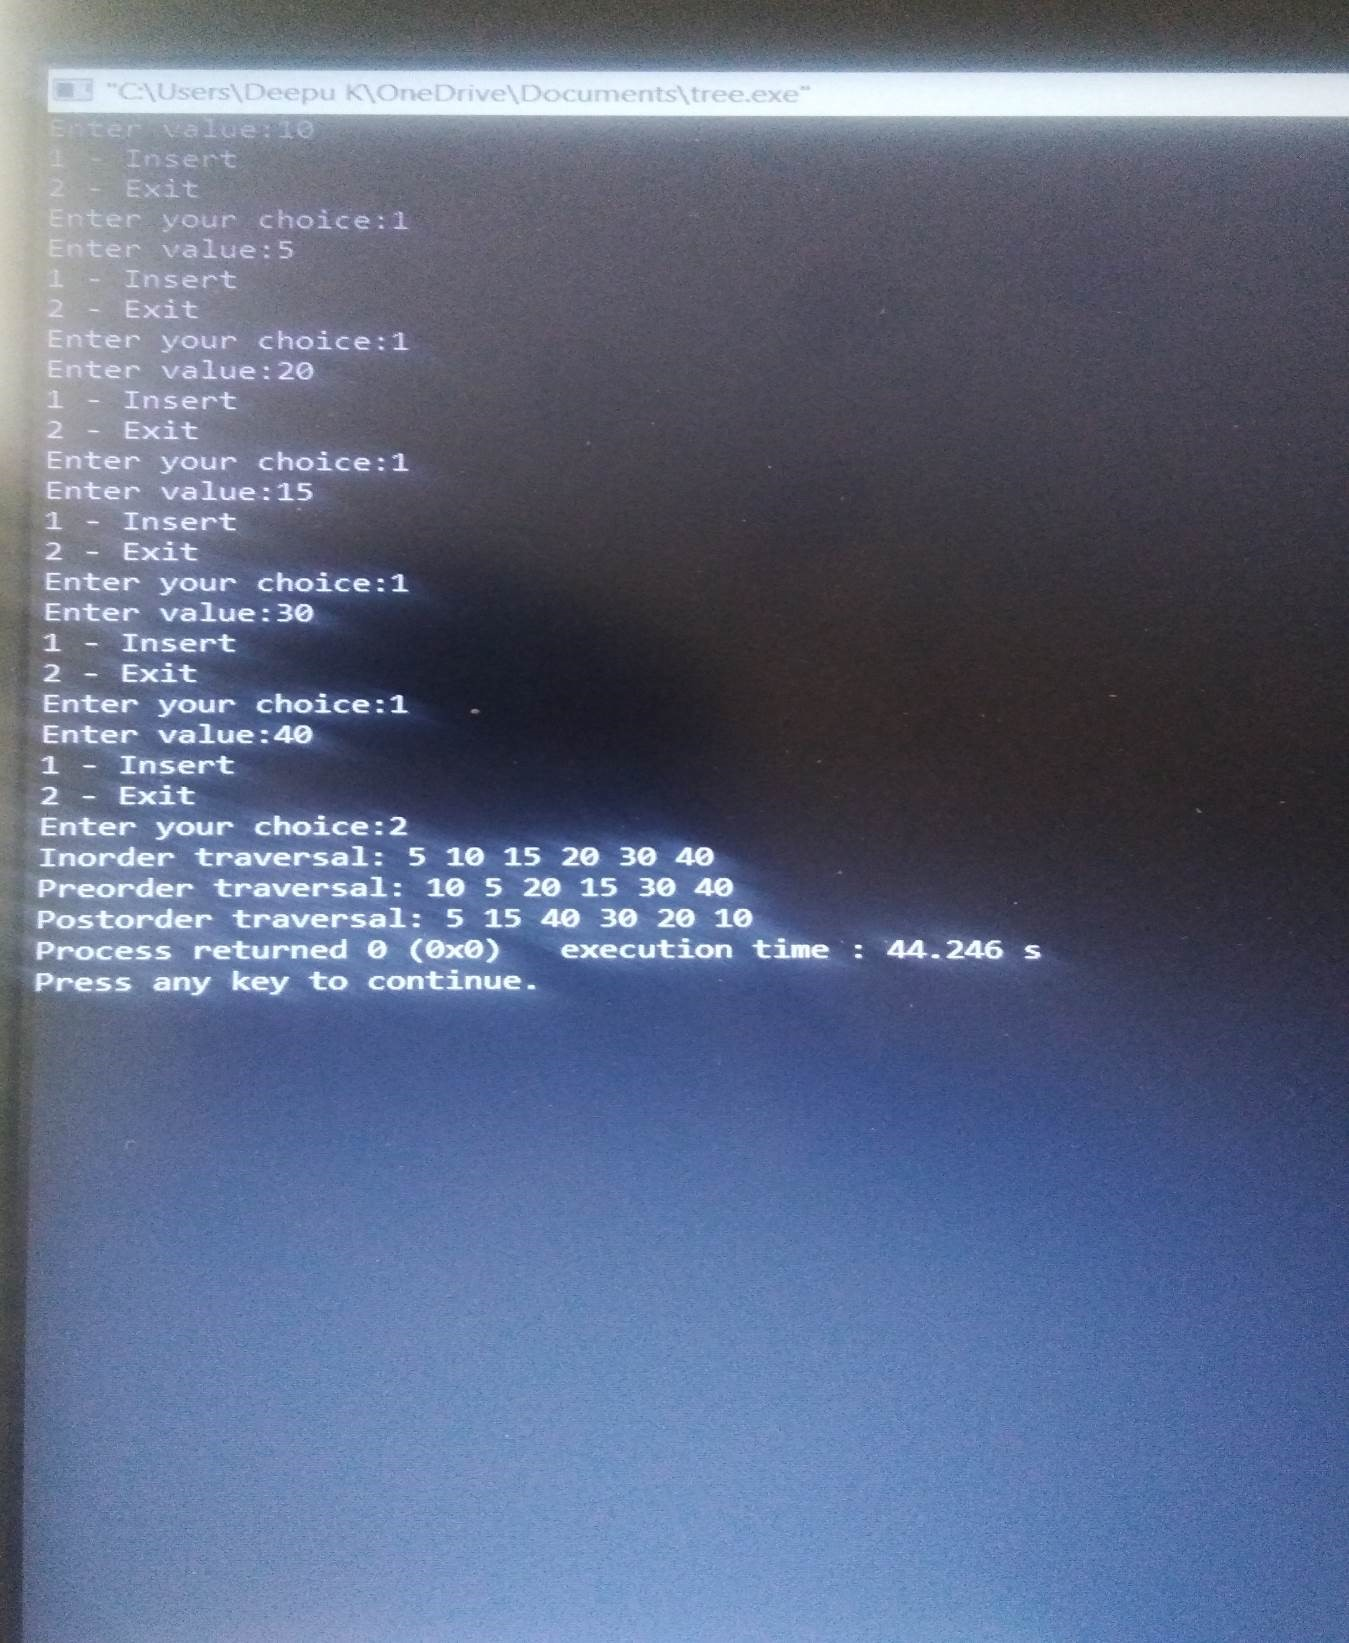 "C:\Users\Deepu K\OneDrive\Documents\tree.exe"
Enter value:10
1 - Insert
2 - Exit
Enter your choice:1
Enter value:5
1 - Insert
2 - Exit
Enter your choice:1
Enter value:20
1 - Insert
2 - Exit
Enter your choice:1
Enter value:15
1 - Insert
2 - Exit
Enter your choice:1
Enter value:30
1 - Insert
2 - Exit
Enter your choice:1
Enter value:40
1 - Insert
2 - Exit
Enter your choice:2
Inorder traversal: 5 10 15 20 30 40
Preorder traversal: 10 5 20 15 30 40
Postorder traversal: 5 15 40 30 20 10
Process returned 0 (0x0)   execution time : 44.246 s
Press any key to continue.